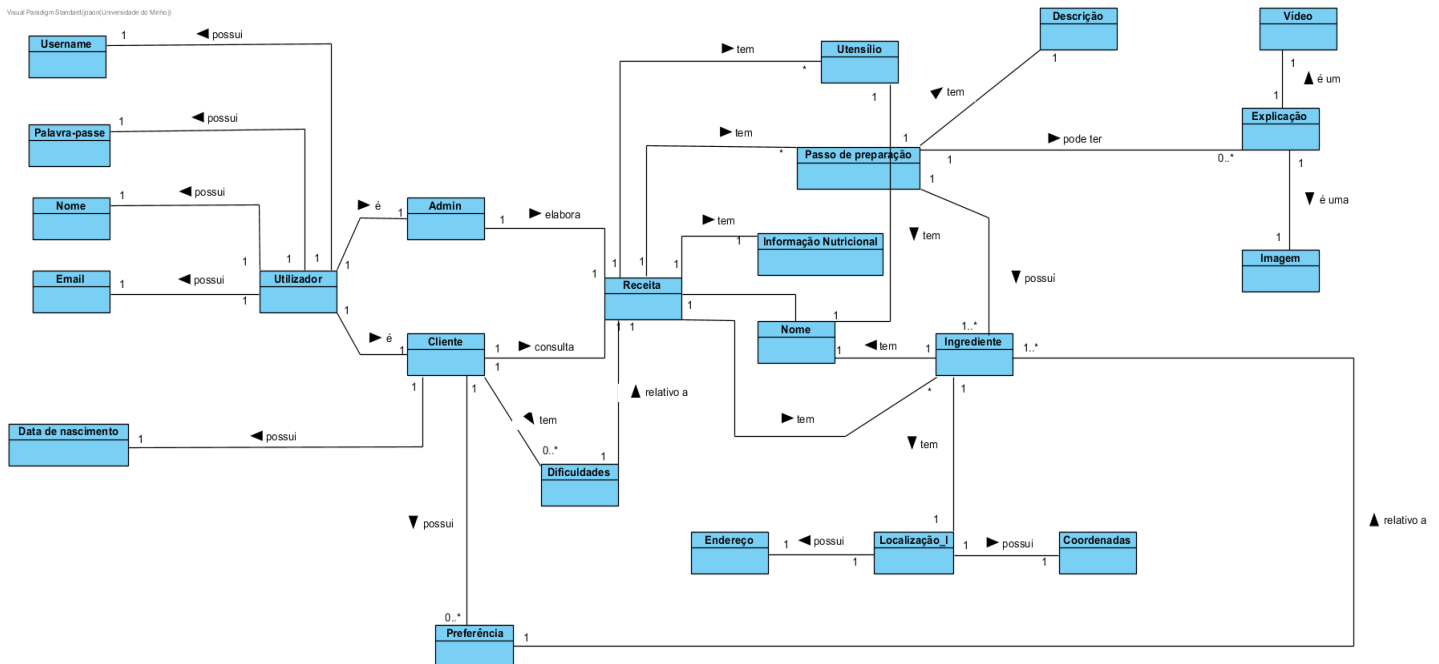 Visual Paradigm Standard(joaon(Universidade do Minho))
Username
1
possui
Palavra-passe
1
possui
Nome
1
possui
Email
1
possui
1
1
1
1
1
Utilizador
1
1
é
1
Admin
1
elabora
é
1
Cliente
1
consulta
1
1
1
Data de nascimento
1
possui
tem
0..*
Dificuldades
1
relativo a
possui
0..*
Preferência
1
relativo a
1..*
Receita
1
1
1
1
1
1
1
tem
*
Utensílio
1
tem
*
Passo de preparação
1
1
1
tem
1
Descrição
pode ter
0..*
Explicação
1
1
é um
1
Vídeo
é uma
1
Imagem
tem
1
Informação Nutricional
1
Nome
1
tem
1
Ingrediente
tem
possuí
1..*
tem
*
1
tem
1
Localização_I
1
possui
1
Endereço
1
possui
1
Coordenadas